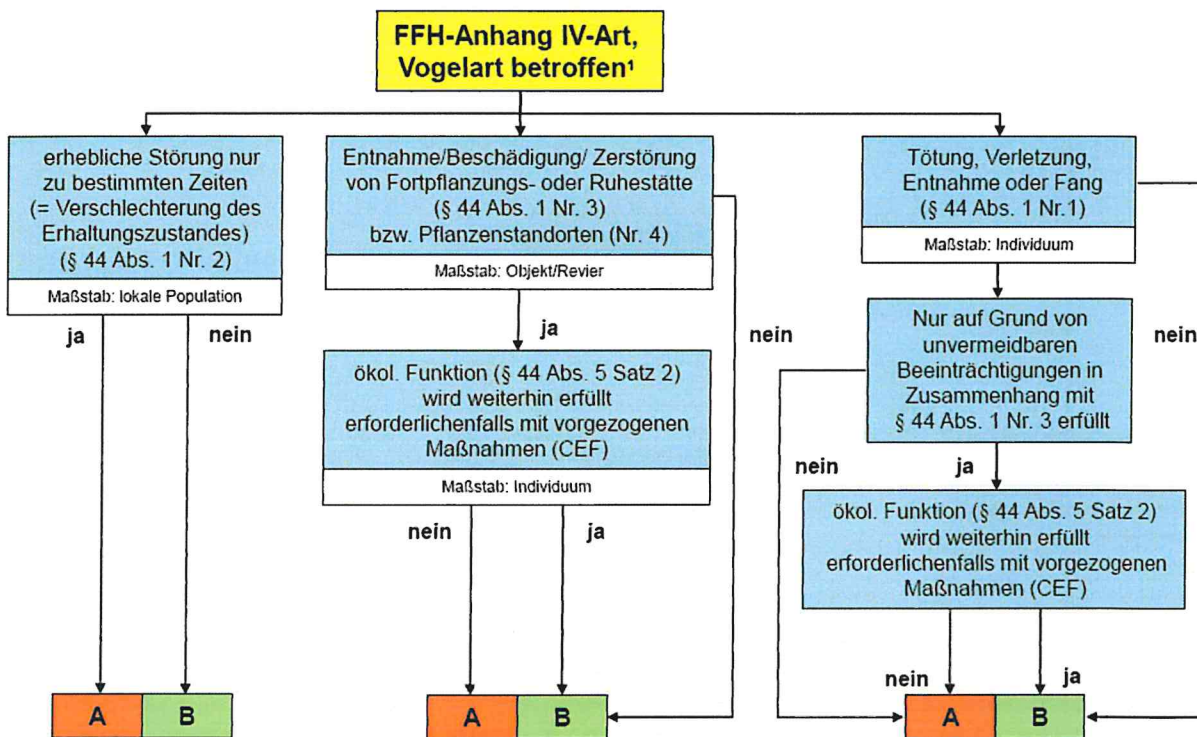 FFH-Anhang IV-Art,
Vogelart betroffen¹
erhebliche Störung nur
zu bestimmten Zeiten
(= Verschlechterung des
Erhaltungszustandes)
(§ 44 Abs. 1 Nr. 2)
Maßstab: lokale Population
ja
nein
A
B
Entnahme/Beschädigung/ Zerstörung
von Fortpflanzungs- oder Ruhestätte
(§ 44 Abs. 1 Nr. 3)
bzw. Pflanzenstandorten (Nr. 4)
Maßstab: Objekt/Revier
ja
nein
ökol. Funktion (§ 44 Abs. 5 Satz 2)
wird weiterhin erfüllt
erforderlichenfalls mit vorgezogenen
Maßnahmen (CEF)
Maßstab: Individuum
nein
ja
A
B
Tötung, Verletzung,
Entnahme oder Fang
(§ 44 Abs. 1 Nr.1)
Maßstab: Individuum
Nur auf Grund von
unvermeidbaren
Beeinträchtigungen in
Zusammenhang mit
§ 44 Abs. 1 Nr. 3 erfüllt
nein
nein
ja
ökol. Funktion (§ 44 Abs. 5 Satz 2)
wird weiterhin erfüllt
erforderlichenfalls mit vorgezogenen
Maßnahmen (CEF)
nein
ja
A
B